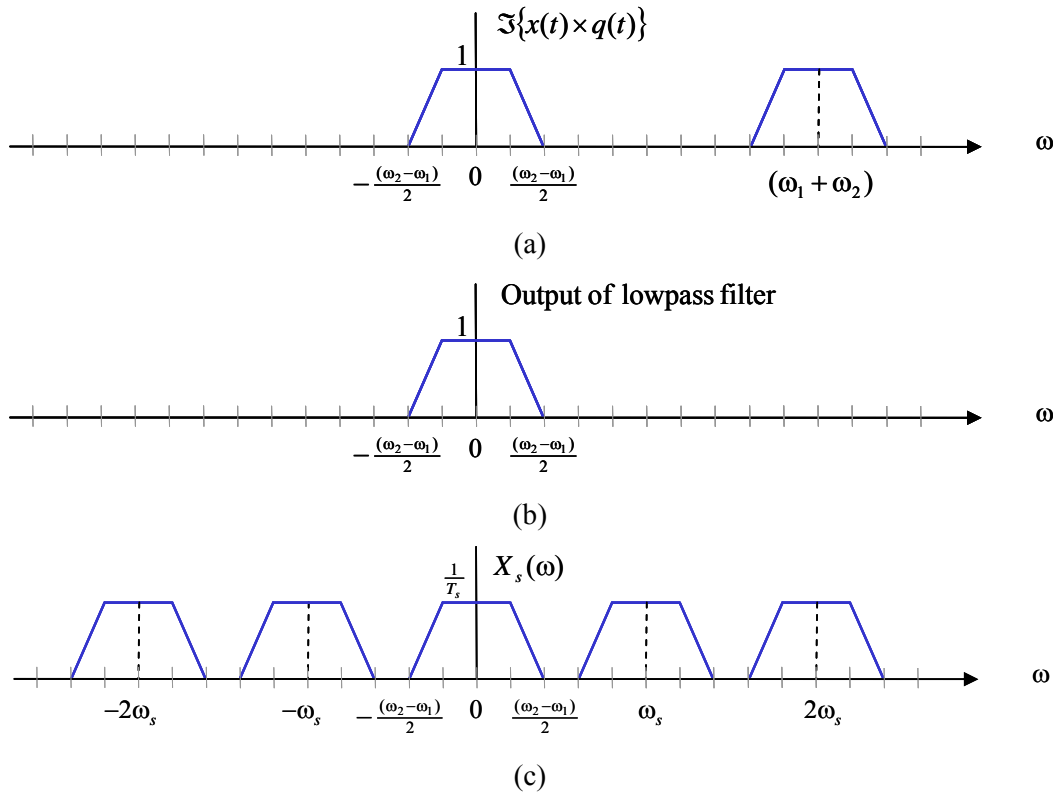 ℑ{x(t)×q(t)}
1
ω
−(ω₂−ω₁)/2 0 (ω₂−ω₁)/2 (ω₁+ω₂)
(a)
Output of lowpass filter
1
ω
−(ω₂−ω₁)/2 0 (ω₂−ω₁)/2
(b)
1/Tₛ Xₛ(ω)
ω
−2ωₛ −ωₛ −(ω₂−ω₁)/2 0 (ω₂−ω₁)/2 ωₛ 2ωₛ
(c)